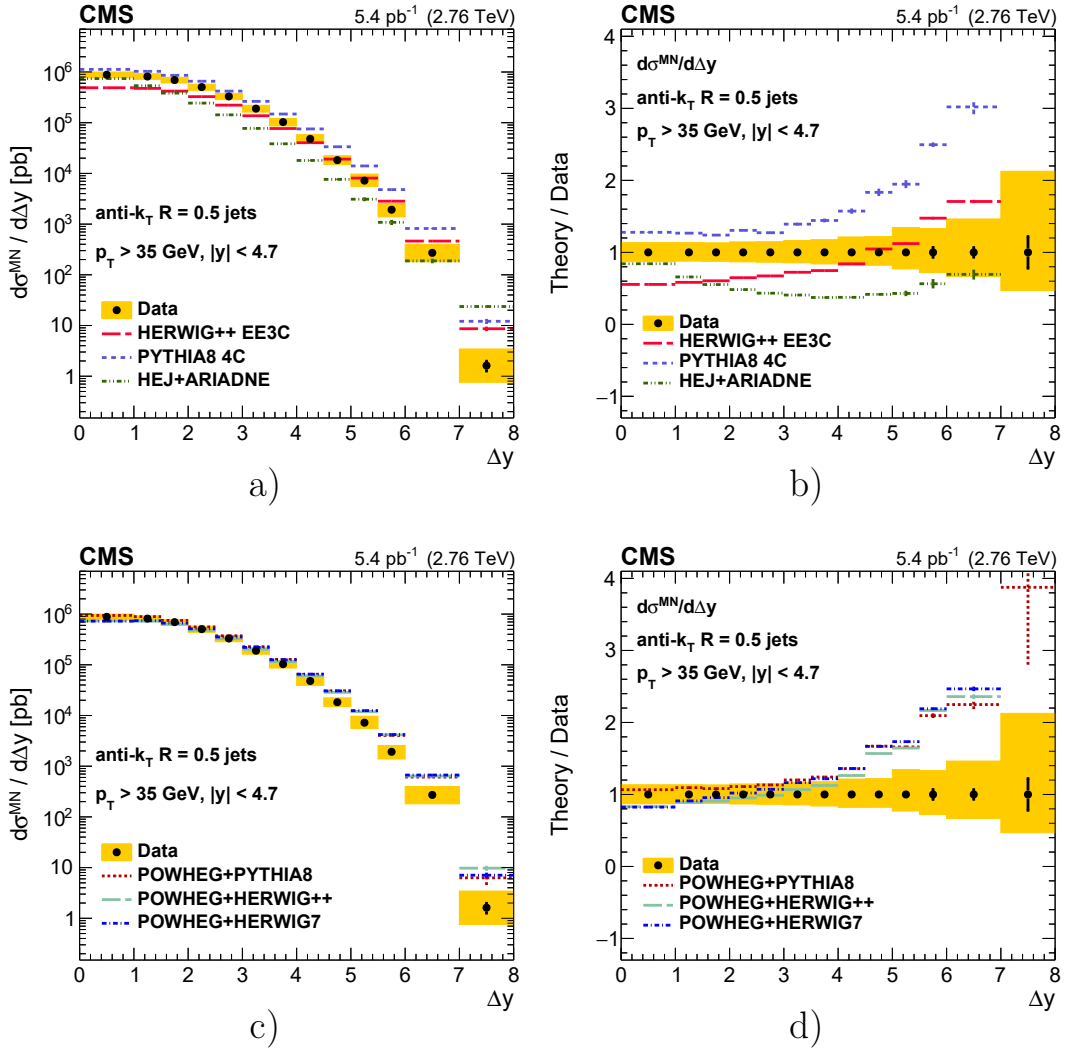 CMS
5.4 pb⁻¹ (2.76 TeV)
dσ^MN / dΔy [pb]
10⁶
10⁵
10⁴
10³
10²
10
1
anti-k_T R = 0.5 jets
p_T > 35 GeV, |y| < 4.7
Data
HERWIG++ EE3C
PYTHIA8 4C
HEJ+ARIADNE
0 1 2 3 4 5 6 7 8
Δy
a)
CMS
5.4 pb⁻¹ (2.76 TeV)
Theory / Data
4
3
2
1
0
−1
dσ^MN/dΔy
anti-k_T R = 0.5 jets
p_T > 35 GeV, |y| < 4.7
Data
HERWIG++ EE3C
PYTHIA8 4C
HEJ+ARIADNE
0 1 2 3 4 5 6 7 8
Δy
b)
CMS
5.4 pb⁻¹ (2.76 TeV)
dσ^MN / dΔy [pb]
10⁶
10⁵
10⁴
10³
10²
10
1
anti-k_T R = 0.5 jets
p_T > 35 GeV, |y| < 4.7
Data
POWHEG+PYTHIA8
POWHEG+HERWIG++
POWHEG+HERWIG7
0 1 2 3 4 5 6 7 8
Δy
c)
CMS
5.4 pb⁻¹ (2.76 TeV)
Theory / Data
4
3
2
1
0
−1
dσ^MN/dΔy
anti-k_T R = 0.5 jets
p_T > 35 GeV, |y| < 4.7
Data
POWHEG+PYTHIA8
POWHEG+HERWIG++
POWHEG+HERWIG7
0 1 2 3 4 5 6 7 8
Δy
d)